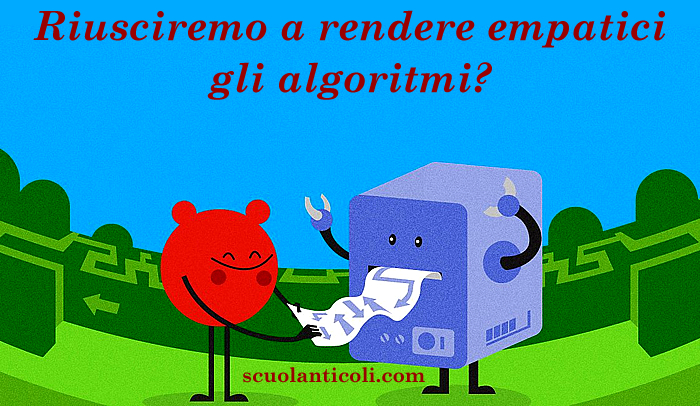 Riusciremo a rendere empatici
gli algoritmi?
scuolanticoli.com